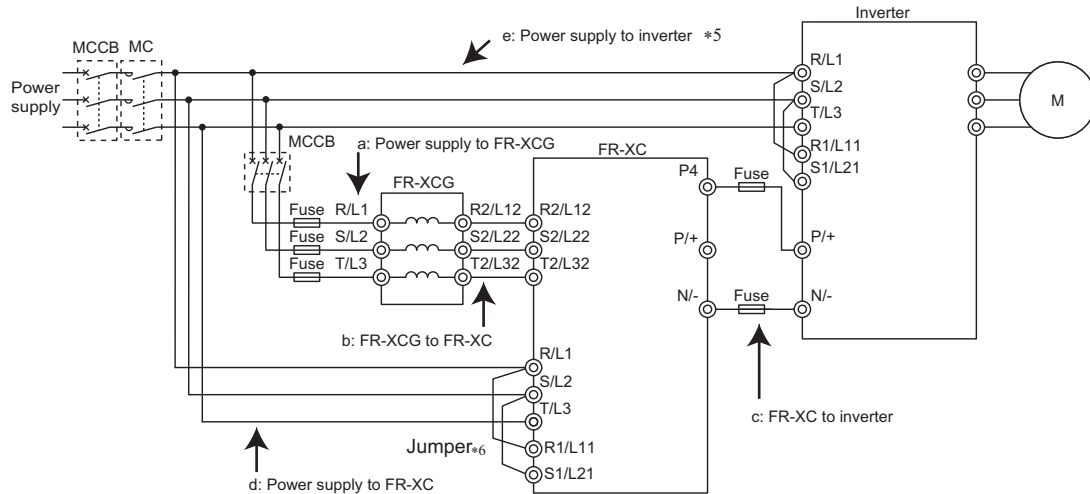 Inverter
MCCB
MC
e: Power supply to inverter *5
R/L1
S/L2
T/L3
R1/L11
S1/L21
Power
supply
M
MCCB
a: Power supply to FR-XCG
FR-XC
P4
Fuse
FR-XCG
Fuse
R/L1
R2/L12
R2/L12
Fuse
S/L2
S2/L22
S2/L22
P/+
P/+
Fuse
T/L3
T2/L32
T2/L32
N/-
Fuse
N/-
b: FR-XCG to FR-XC
R/L1
S/L2
T/L3
c: FR-XC to inverter
Jumper*6
R1/L11
S1/L21
d: Power supply to FR-XC